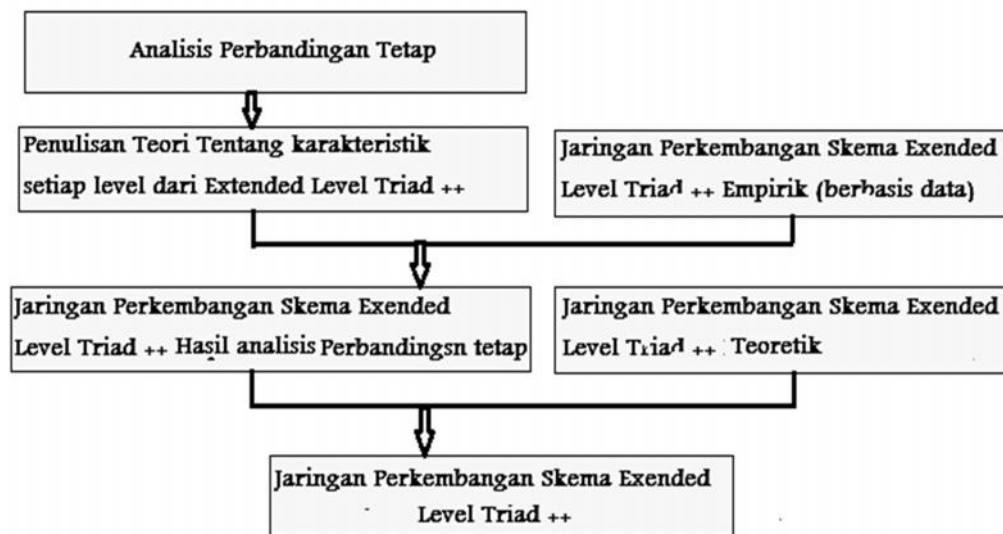 Analisis Perbandingan Tetap
Penulisan Teori Tentang karakteristik
setiap level dari Extended Level Triad ++
Jaringan Perkembangan Skema Exended
Level Triad ++ Empirik (berbasis data)
Jaringan Perkembangan Skema Exended
Level Triad ++ Hasil analisis Perbandingsn tetap
Jaringan Perkembangan Skema Exended
Level Triad ++ Teoretik
Jaringan Perkembangan Skema Exended
Level Triad ++